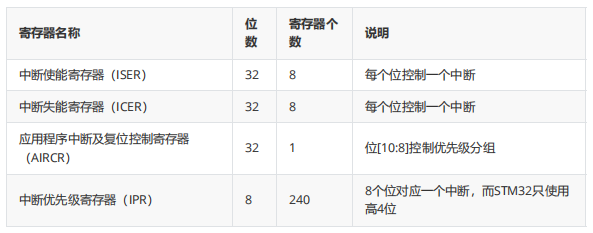 寄存器名称
位
数
寄存器个
数
说明
中断使能寄存器（ISER）
32
8
每个位控制一个中断
中断失能寄存器（ICER）
32
8
每个位控制一个中断
应用程序中断及复位控制寄存器
（AIRCR）
32
1
位[10:8]控制优先级分组
中断优先级寄存器（IPR）
8
240
8个位对应一个中断，而STM32只使用
高4位